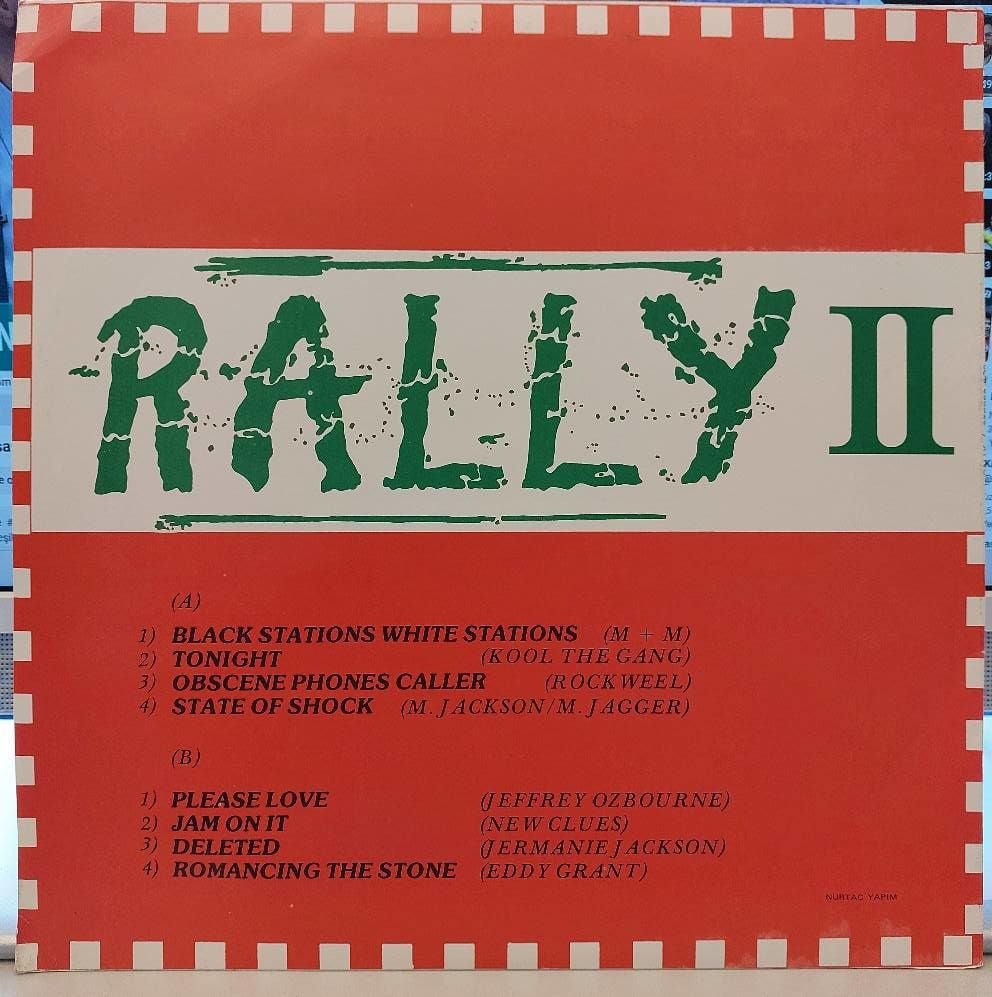 RALLY II
(A)
1) BLACK STATIONS WHITE STATIONS (M + M)
2) TONIGHT (KOOL THE GANG)
3) OBSCENE PHONES CALLER (ROCKWEEL)
4) STATE OF SHOCK (M. JACKSON/M. JAGGER)
(B)
1) PLEASE LOVE (JEFFREY OZBOURNE)
2) JAM ON IT (NEW CLUES)
3) DELETED (JERMANIE JACKSON)
4) ROMANCING THE STONE (EDDY GRANT)
NURTAC YAPIM